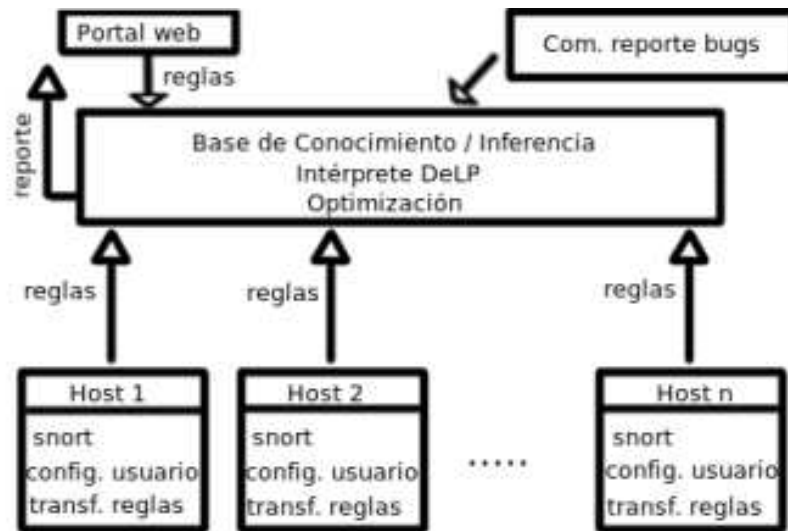 Portal web
Com. reporte bugs
reglas
reporte
Base de Conocimiento / Inferencia
Intérprete DeLP
Optimización
reglas
reglas
reglas
Host 1
snort
config. usuario
transf. reglas
Host 2
snort
config. usuario
transf. reglas
.....
Host n
snort
config. usuario
transf. reglas